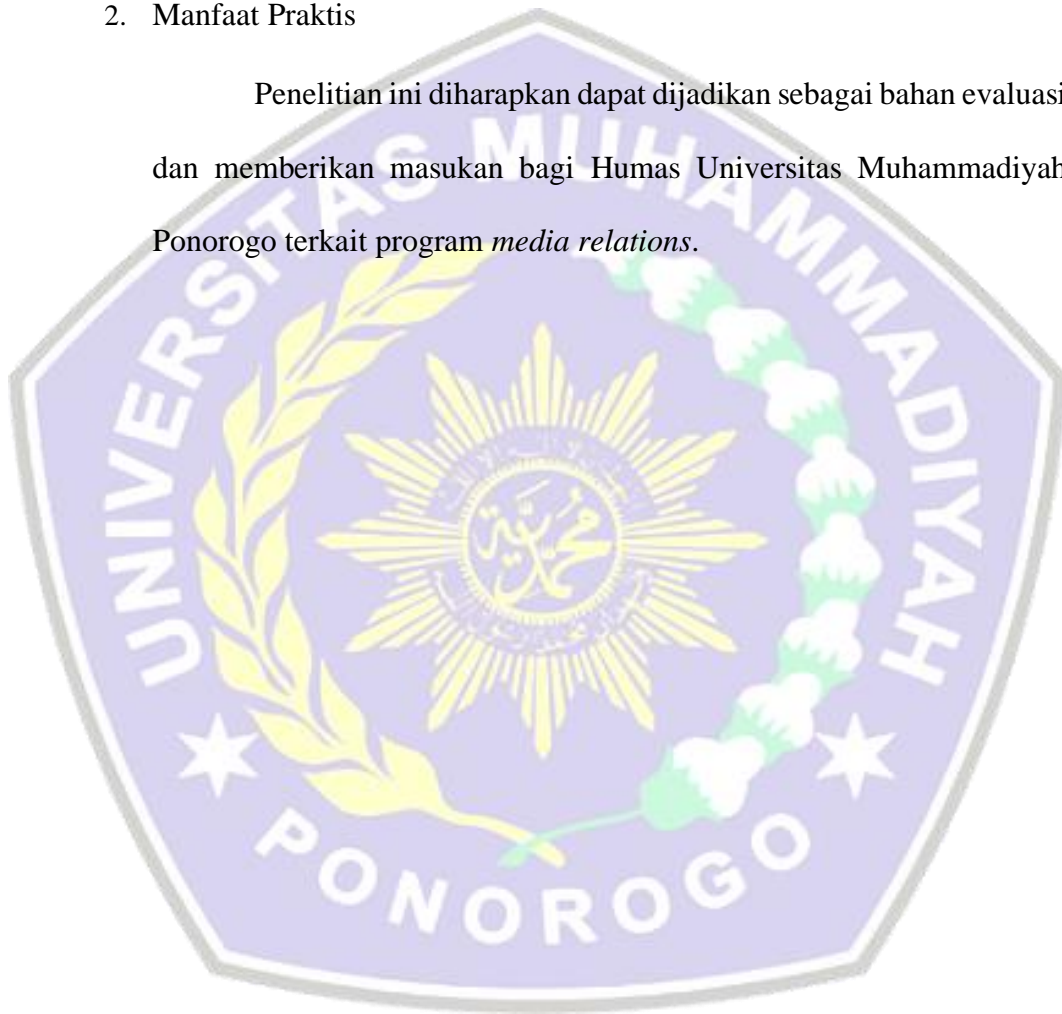 2. Manfaat Praktis
Penelitian ini diharapkan dapat dijadikan sebagai bahan evaluasi
dan memberikan masukan bagi Humas Universitas Muhammadiyah
Ponorogo terkait program media relations.
UNIVERSITAS MUHAMMADIYAH
PONOROGO